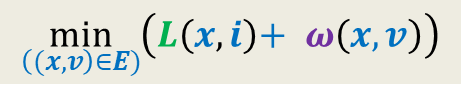 min ((x,v)∈E) (L(x,i)+ ω(x,v))